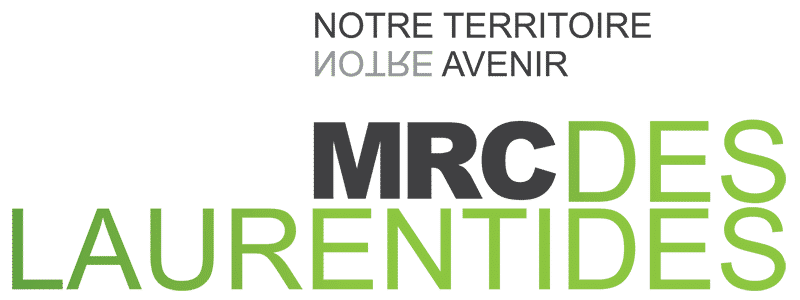 NOTRE TERRITOIRE
NOTRE AVENIR
MRC DES
LAURENTIDES